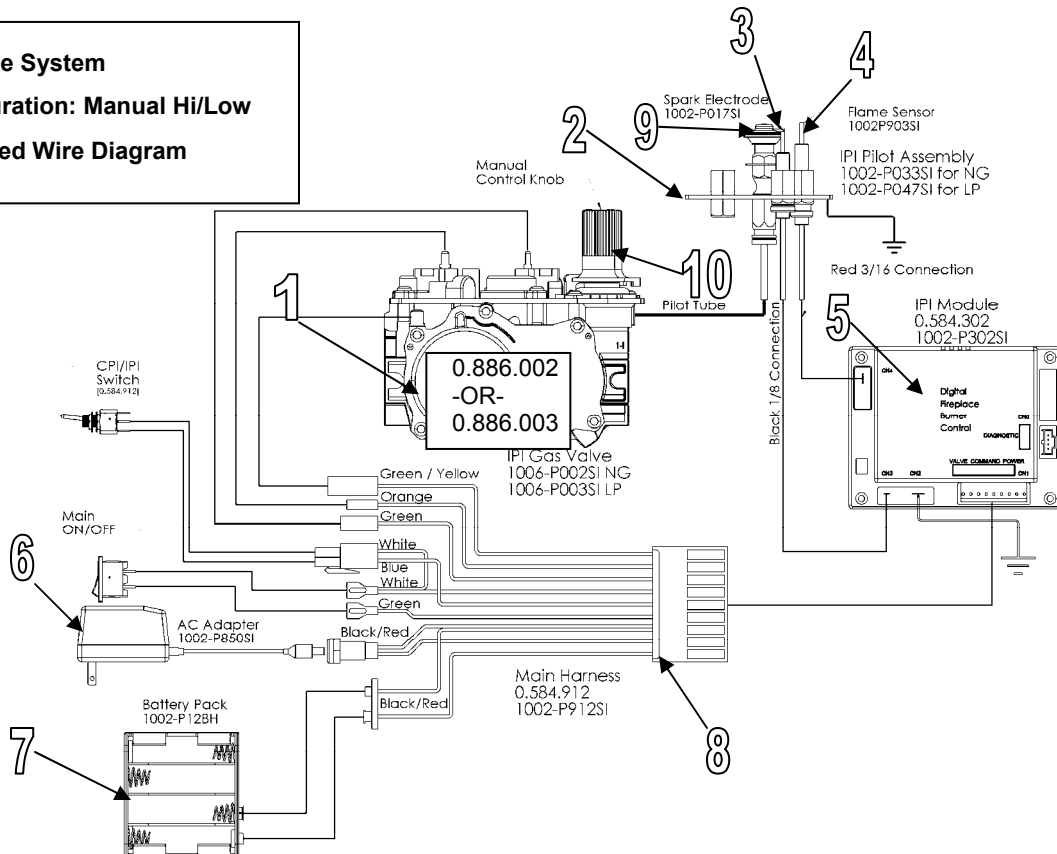 e System
uration: Manual Hi/Low
ed Wire Diagram
3
4
Spark Electrode
1002-P017SI
9
2
Flame Sensor
1002P903SI
IPI Pilot Assembly
1002-P033SI for NG
1002-P047SI for LP
Manual
Control Knob
10
1
Pilot Tube
Red 3/16 Connection
Black 1/8 Connection
5
IPI Module
0.584.302
1002-P302SI
CN4
Digital
Fireplace
Burner
Control
DIAGNOSTIC
VALVE COMMAND POWER
CN3
CN2
CN1
CPI/IPI
Switch
[0.584.912]
0.886.002
-OR-
0.886.003
IPI Gas Valve
1006-P002SI NG
1006-P003SI LP
Green / Yellow
Orange
Green
White
Blue
White
Green
Black/Red
Black/Red
Main
ON/OFF
6
AC Adapter
1002-P850SI
Main Harness
0.584.912
1002-P912SI
8
Battery Pack
1002-P12BH
7